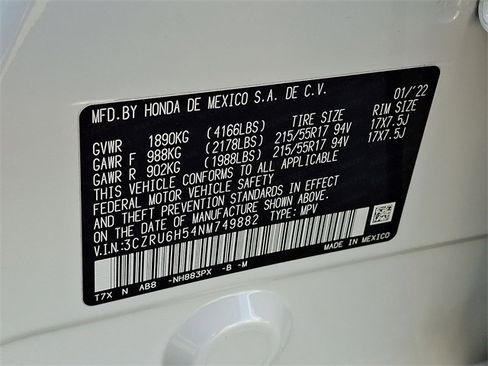 MFD.BY HONDA DE MEXICO S.A. DE C.V. 01/'22
TIRE SIZE RIM SIZE
GVWR 1890KG (4166LBS)
GAWR F 988KG (2178LBS) 215/55R17 94V 17X7.5J
GAWR R 902KG (1988LBS) 215/55R17 94V 17X7.5J
THIS VEHICLE CONFORMS TO ALL APPLICABLE
FEDERAL MOTOR VEHICLE SAFETY
AND THEFT PREVENTION STANDARDS IN
EFFECT ON THE DATE OF MANUFACTURE SHOWN ABOVE.
V.I.N.:3CZRU6H54NM749882 TYPE: MPV
MADE IN MEXICO
T7X N AB8 -NH883PX -B -M